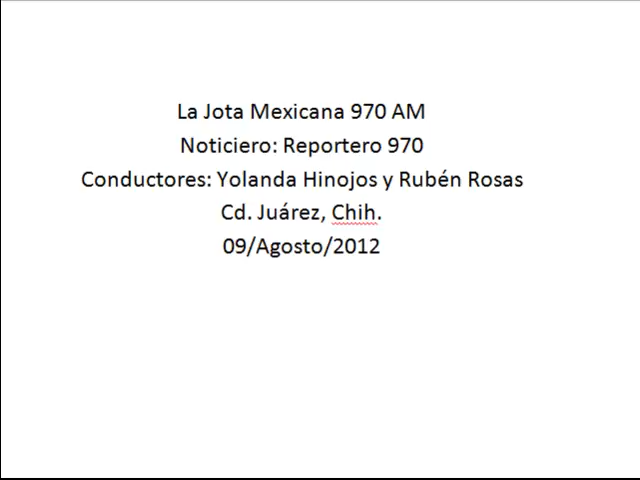 La Jota Mexicana 970 AM
Noticiero: Reportero 970
Conductores: Yolanda Hinojos y Rubén Rosas
Cd. Juárez, Chih.
09/Agosto/2012